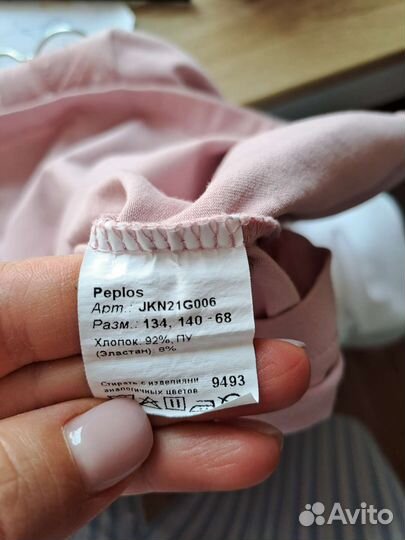 Peplos
Арт.: JKN21G006
Разм.: 134, 140 - 68
Хлопок: 92%, ПУ
(Эластан), 8%
Стирать с изделиями
аналогичных цветов
9493
Avito